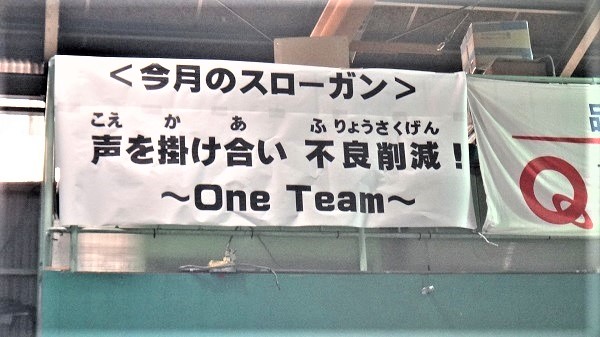 ＜今月のスローガン＞
こえ か あ ふりょうさくげん
声を掛け合い 不良削減！
～One Team～
品
Q